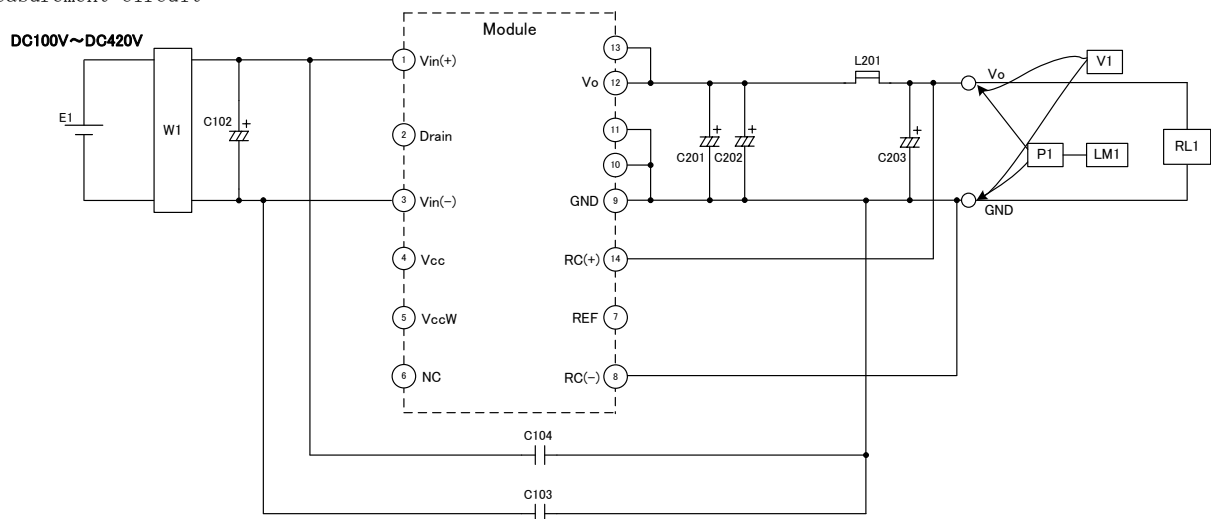 DC100V～DC420V
Module
E1
W1
C102
+
1 Vin(+)
2 Drain
3 Vin(-)
4 Vcc
5 VccW
6 NC
13
Vo 12
11
10
GND 9
RC(+) 14
REF 7
RC(-) 8
+
C201
+
C202
L201
+
C203
Vo
GND
V1
P1
LM1
RL1
C104
C103